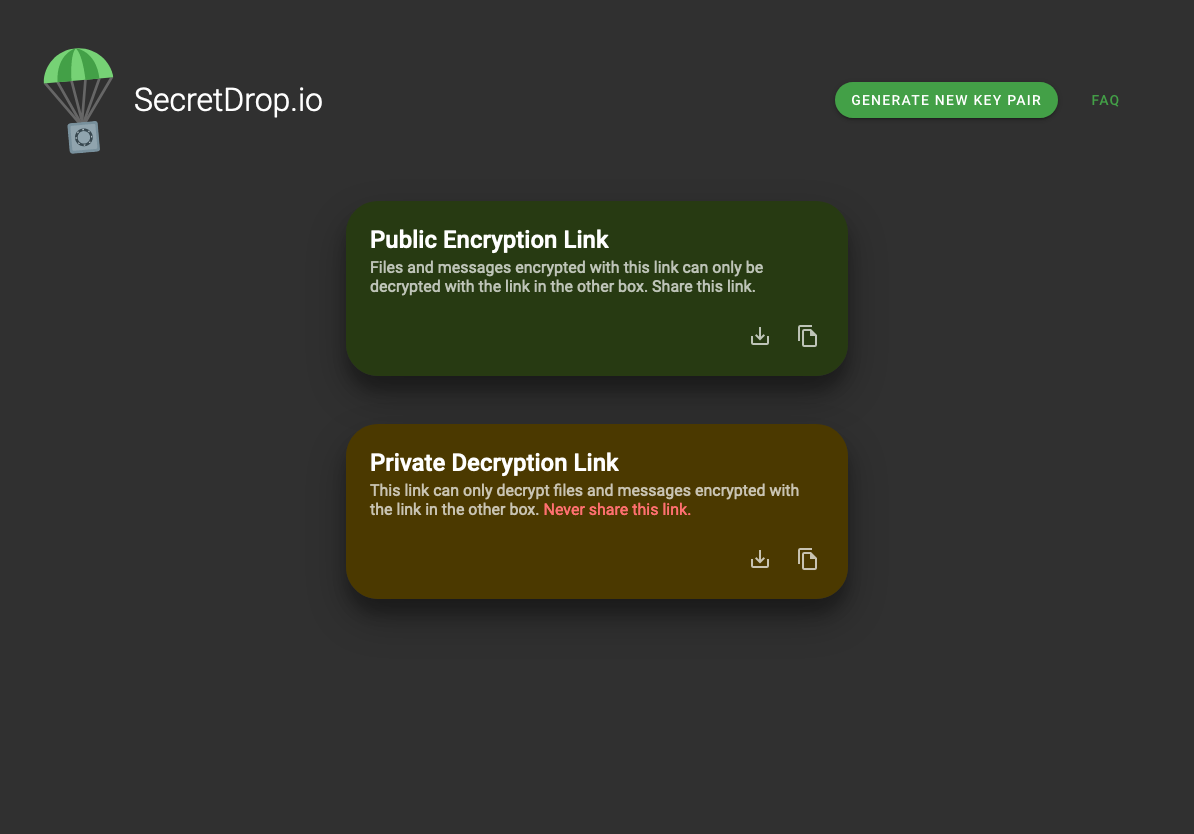 SecretDrop.io
GENERATE NEW KEY PAIR
FAQ
Public Encryption Link
Files and messages encrypted with this link can only be
decrypted with the link in the other box. Share this link.
Private Decryption Link
This link can only decrypt files and messages encrypted with
the link in the other box. Never share this link.